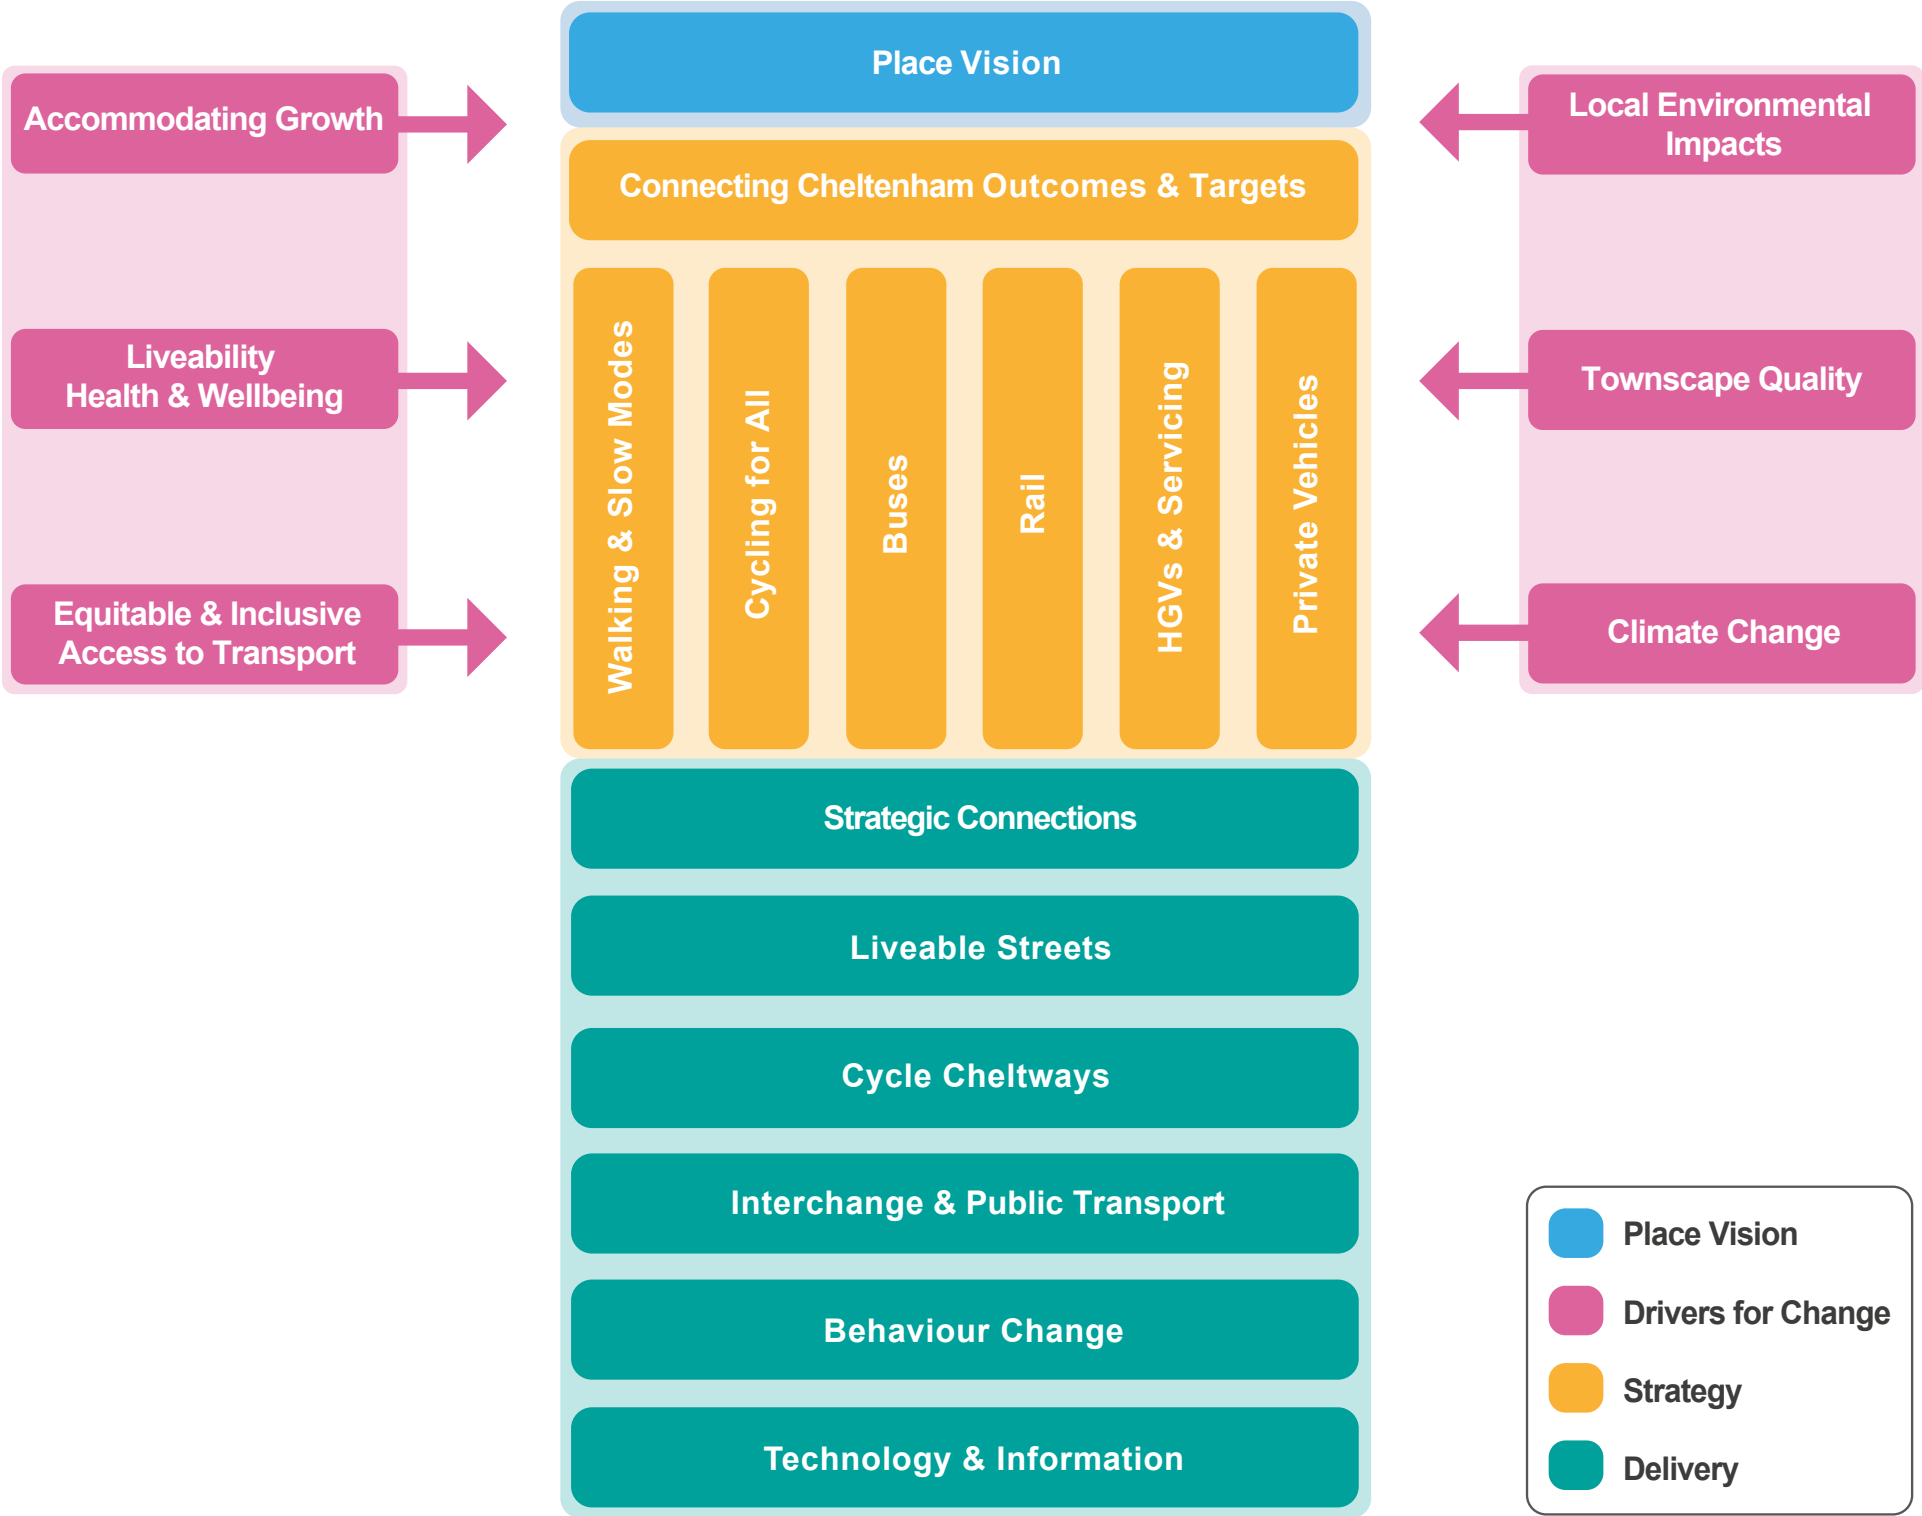 Place Vision
Accommodating Growth
Local Environmental
Impacts
Connecting Cheltenham Outcomes & Targets
Liveability
Health & Wellbeing
Townscape Quality
Equitable & Inclusive
Access to Transport
Climate Change
Walking & Slow Modes
Cycling for All
Buses
Rail
HGVs & Servicing
Private Vehicles
Strategic Connections
Liveable Streets
Cycle Cheltways
Interchange & Public Transport
Behaviour Change
Technology & Information
Place Vision
Drivers for Change
Strategy
Delivery